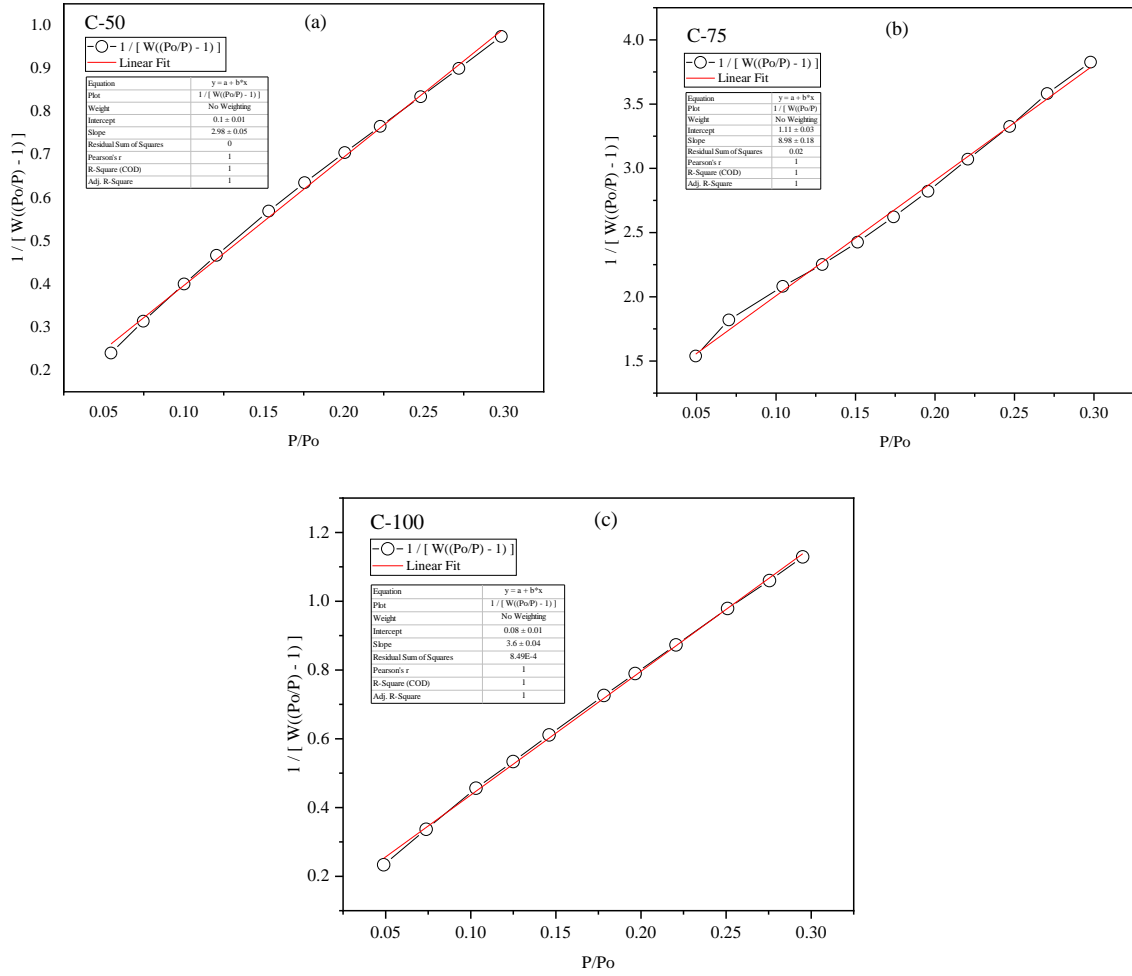 C-50
(a)
1 / [ W((Po/P) - 1) ]
Linear Fit
Equation y = a + b*x
Plot 1 / [ W((Po/P) - 1) ]
Weight No Weighting
Intercept 0.1 ± 0.01
Slope 2.98 ± 0.05
Residual Sum of Squares 0
Pearson's r 1
R-Square (COD) 1
Adj. R-Square 1
1.0
0.9
0.8
0.7
0.6
0.5
0.4
0.3
0.2
1 / [ W((Po/P) - 1) ]
0.05 0.10 0.15 0.20 0.25 0.30
P/Po
C-75
(b)
1 / [ W((Po/P) - 1) ]
Linear Fit
Equation y = a + b*x
Plot 1 / [ W((Po/P)
Weight No Weighting
Intercept 1.11 ± 0.03
Slope 8.98 ± 0.18
Residual Sum of Squares 0.02
Pearson's r 1
R-Square (COD) 1
Adj. R-Square 1
4.0
3.5
3.0
2.5
2.0
1.5
1 / [ W((Po/P) - 1) ]
0.05 0.10 0.15 0.20 0.25 0.30
P/Po
C-100
(c)
1 / [ W((Po/P) - 1) ]
Linear Fit
Equation y = a + b*x
Plot 1 / [ W((Po/P) - 1) ]
Weight No Weighting
Intercept 0.08 ± 0.01
Slope 3.6 ± 0.04
Residual Sum of Squares 8.49E-4
Pearson's r 1
R-Square (COD) 1
Adj. R-Square 1
1.2
1.0
0.8
0.6
0.4
0.2
1 / [ W((Po/P) - 1) ]
0.05 0.10 0.15 0.20 0.25 0.30
P/Po